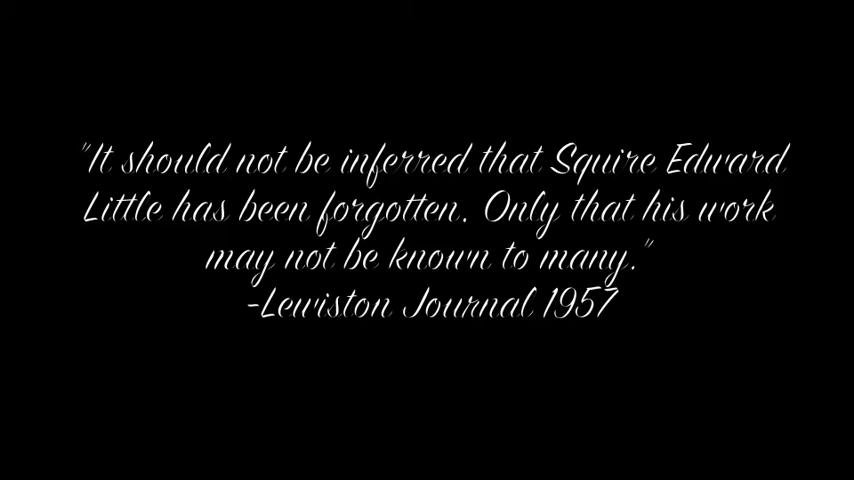 "It should not be inferred that Squire Edward
Little has been forgotten. Only that his work
may not be known to many."
-Lewiston Journal 1957